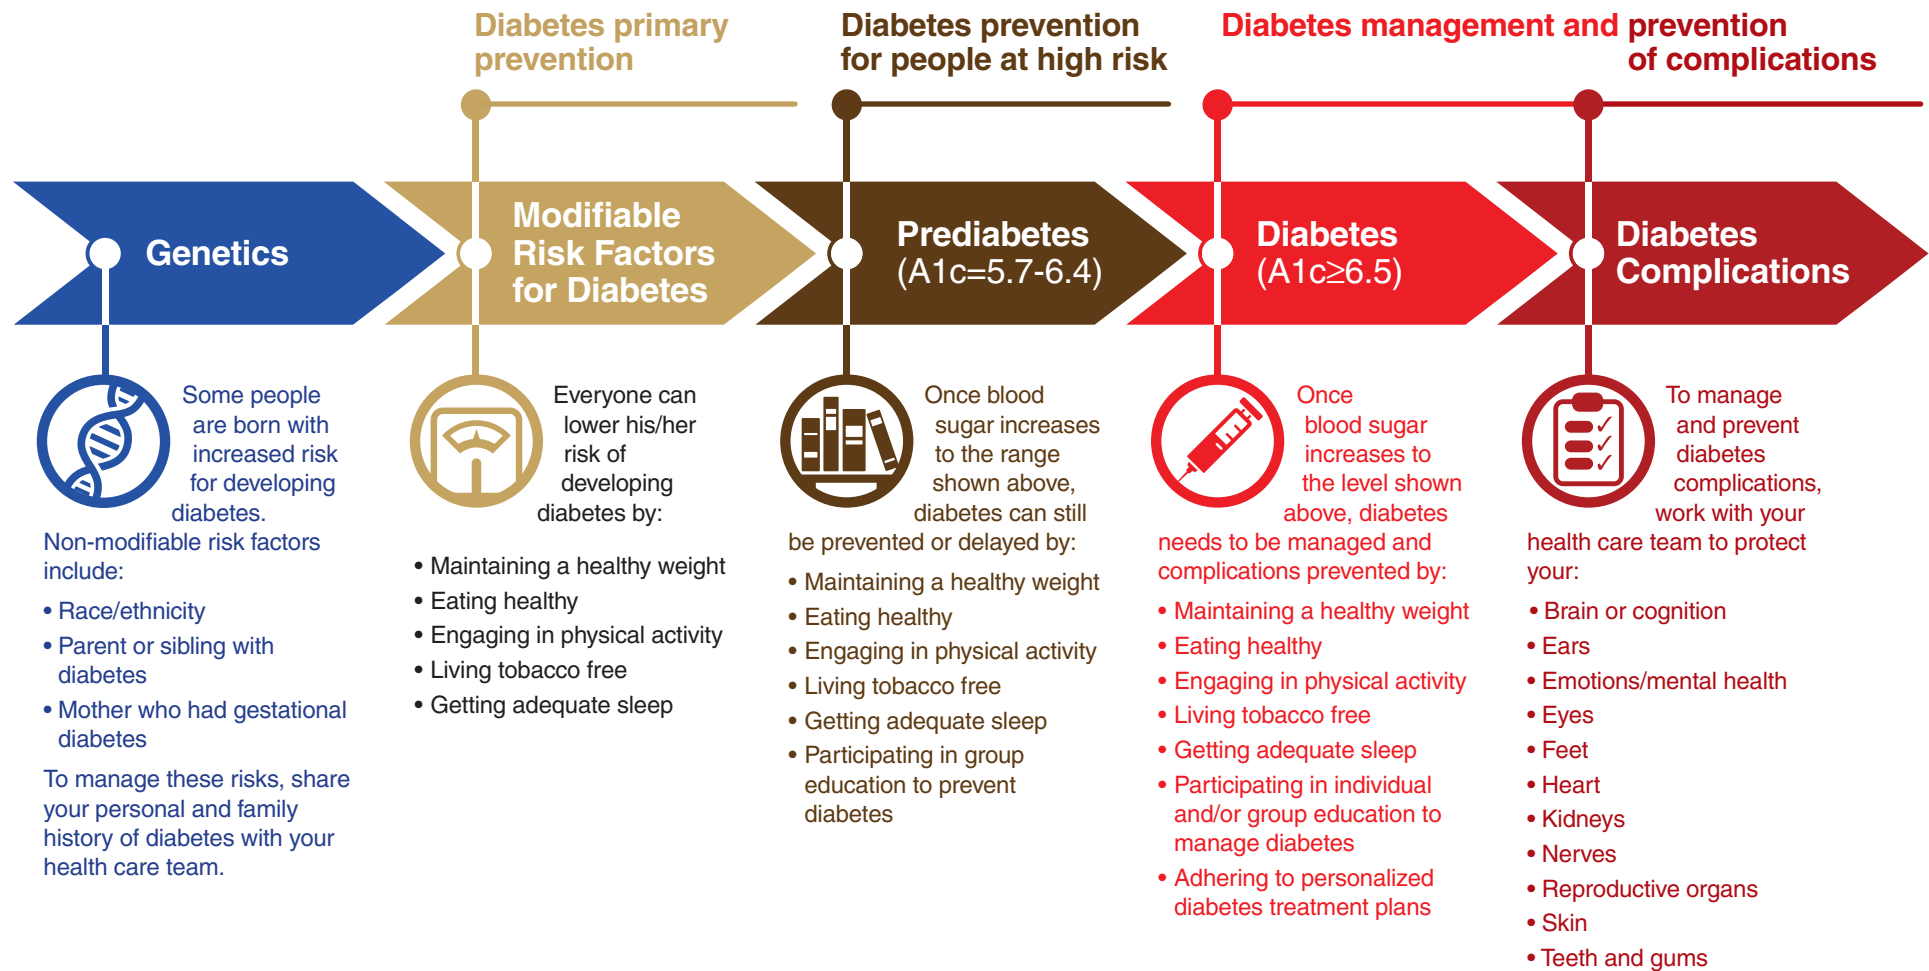 Diabetes primary
prevention
Diabetes prevention
for people at high risk
Diabetes management and prevention
of complications
Genetics
Modifiable
Risk Factors
for Diabetes
Prediabetes
(A1c=5.7-6.4)
Diabetes
(A1c≥6.5)
Diabetes
Complications
Some people
are born with
increased risk
for developing
diabetes.
Non-modifiable risk factors
include:
• Race/ethnicity
• Parent or sibling with
diabetes
• Mother who had gestational
diabetes
To manage these risks, share
your personal and family
history of diabetes with your
health care team.
Everyone can
lower his/her
risk of
developing
diabetes by:
• Maintaining a healthy weight
• Eating healthy
• Engaging in physical activity
• Living tobacco free
• Getting adequate sleep
Once blood
sugar increases
to the range
shown above,
diabetes can still
be prevented or delayed by:
• Maintaining a healthy weight
• Eating healthy
• Engaging in physical activity
• Living tobacco free
• Getting adequate sleep
• Participating in group
education to prevent
diabetes
Once
blood sugar
increases to
the level shown
above, diabetes
needs to be managed and
complications prevented by:
• Maintaining a healthy weight
• Eating healthy
• Engaging in physical activity
• Living tobacco free
• Getting adequate sleep
• Participating in individual
and/or group education to
manage diabetes
• Adhering to personalized
diabetes treatment plans
To manage
and prevent
diabetes
complications,
work with your
health care team to protect
your:
• Brain or cognition
• Ears
• Emotions/mental health
• Eyes
• Feet
• Heart
• Kidneys
• Nerves
• Reproductive organs
• Skin
• Teeth and gums